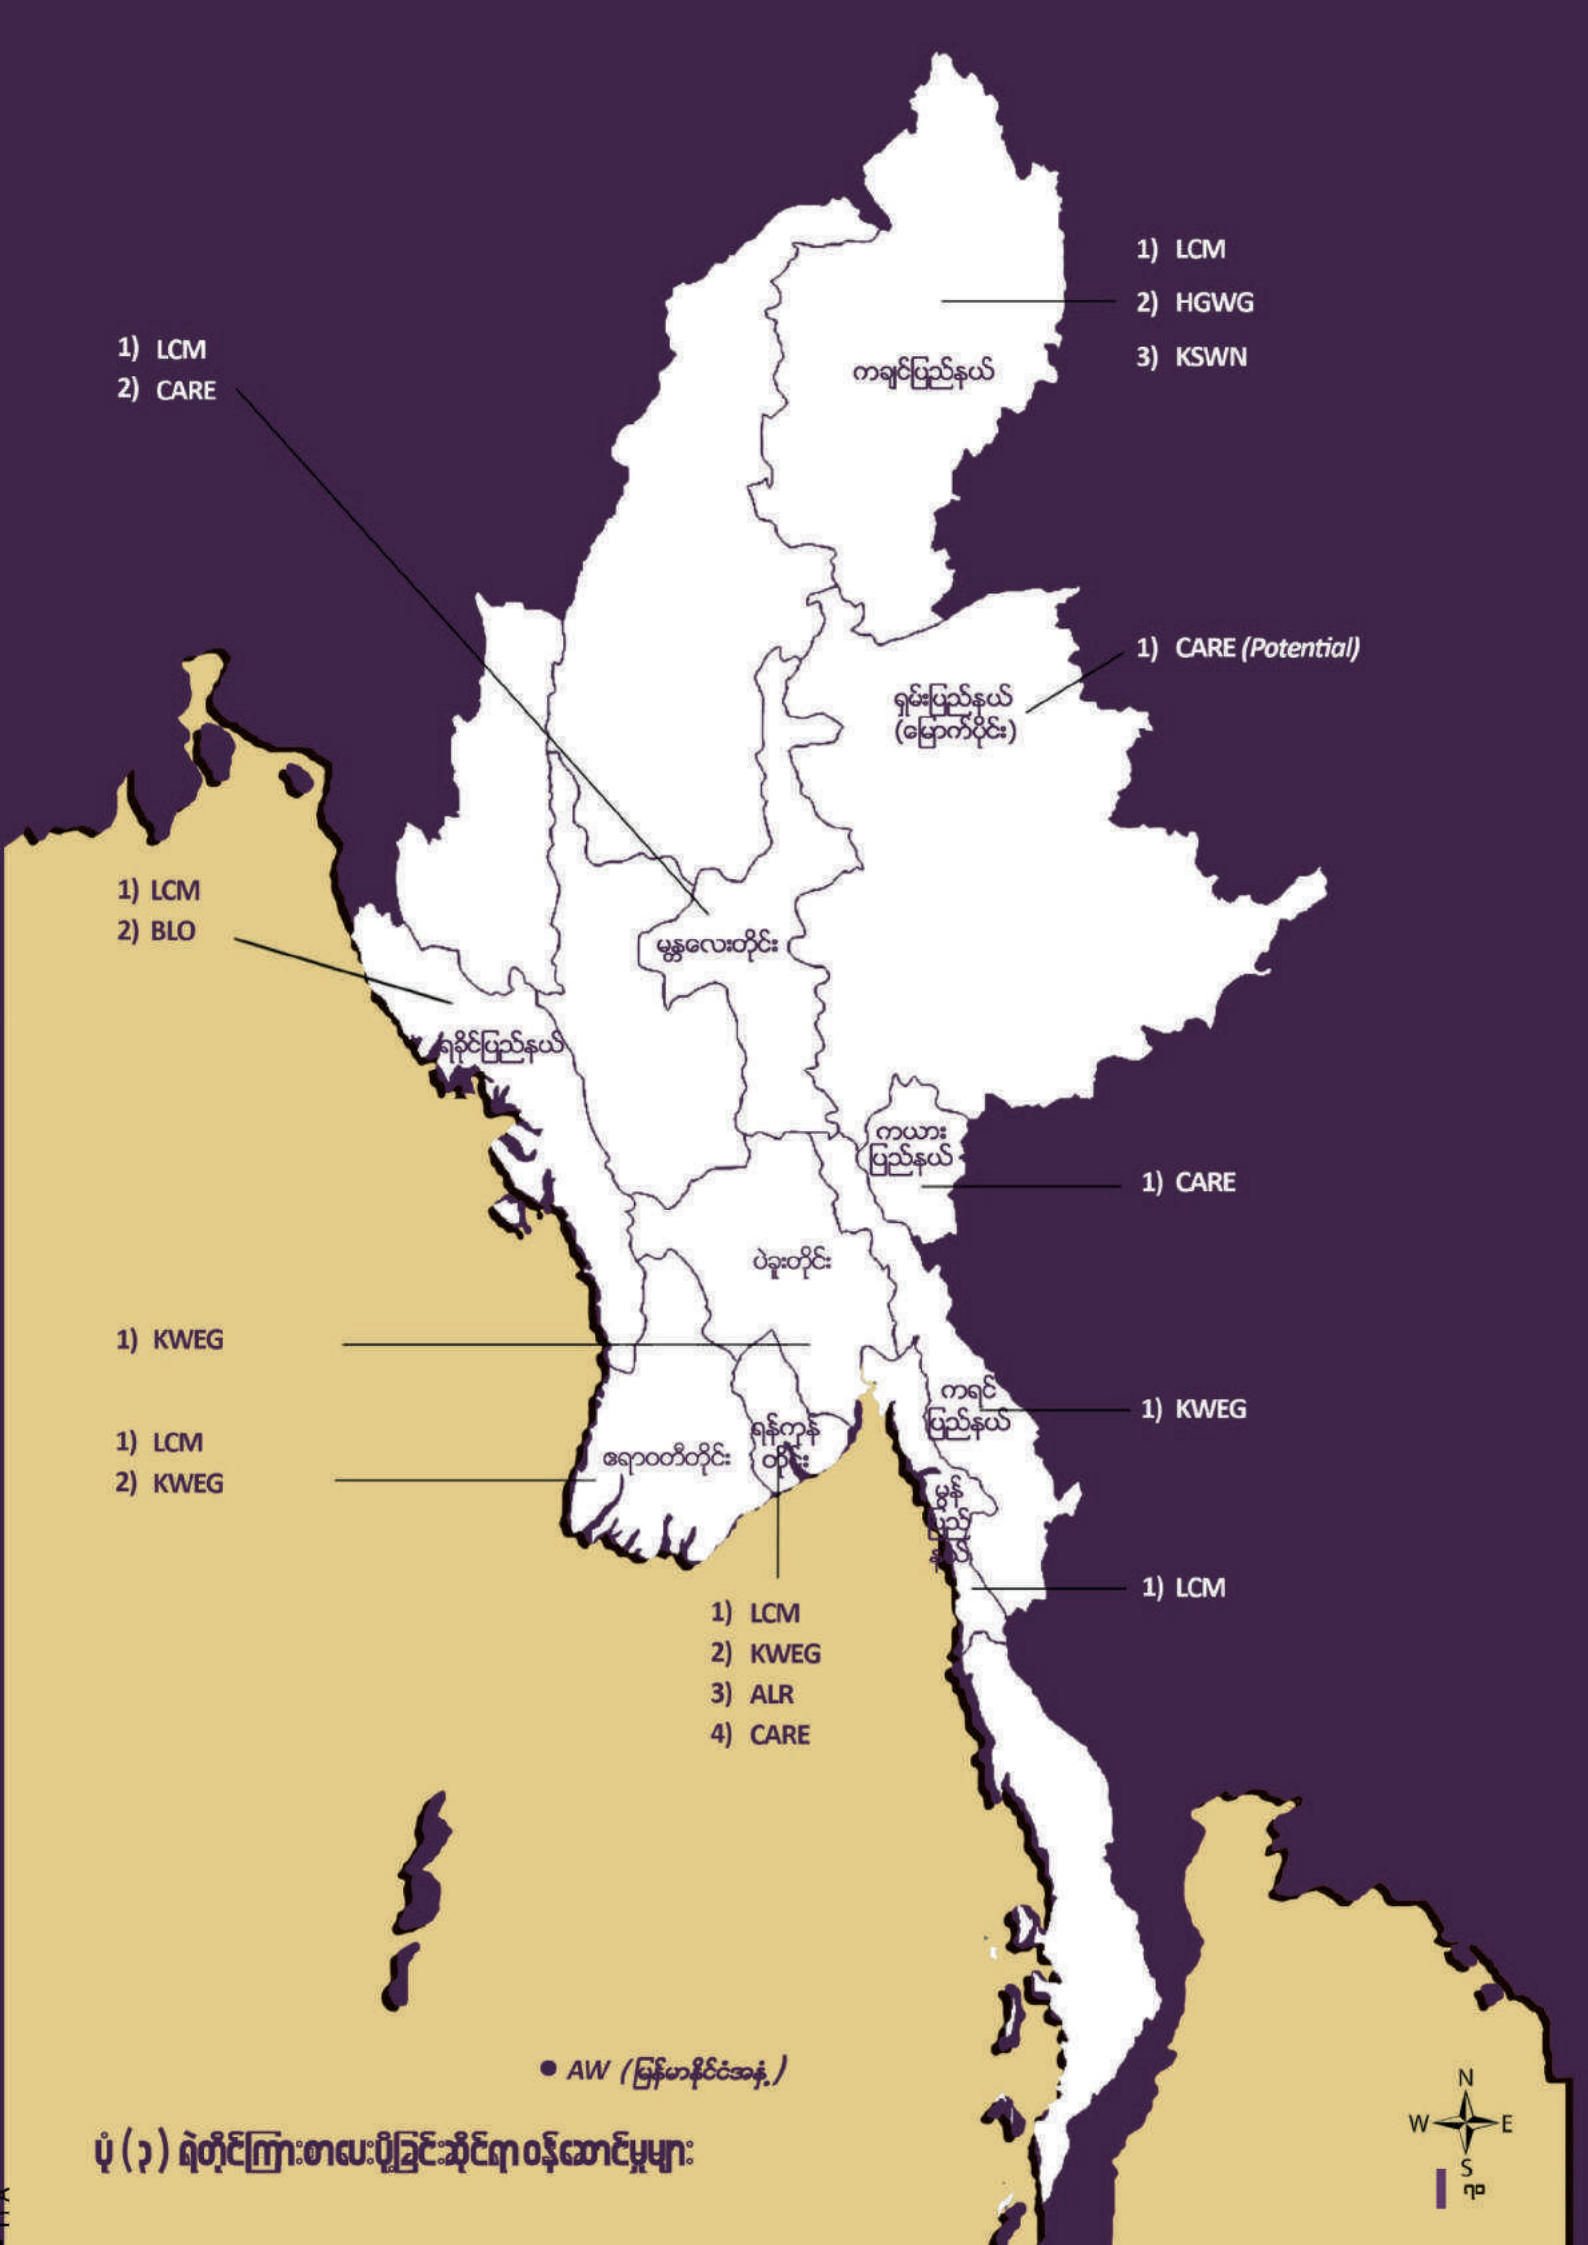 1) LCM
2) HGWG
3) KSWN
ကချင်ပြည်နယ်
1) LCM
2) CARE
1) CARE (Potential)
ရှမ်းပြည်နယ်
(မြောက်ပိုင်း)
1) LCM
2) BLO
မန္တလေးတိုင်း
ရခိုင်ပြည်နယ်
ကယား
ပြည်နယ်
1) CARE
ပဲခူးတိုင်း
1) KWEG
ကရင်
ပြည်နယ်
1) KWEG
1) LCM
2) KWEG
ဧရာဝတီတိုင်း
ရန်ကုန်
တိုင်း
မွန်
ပြည်
နယ်
1) LCM
1) LCM
2) KWEG
3) ALR
4) CARE
• AW (မြန်မာနိုင်ငံအနှံ့)
ပုံ (၃) ရဲတိုင်ကြားစာပေးပို့ခြင်းဆိုင်ရာ ဝန်ဆောင်မှုများ
N
W E
S
၇၀